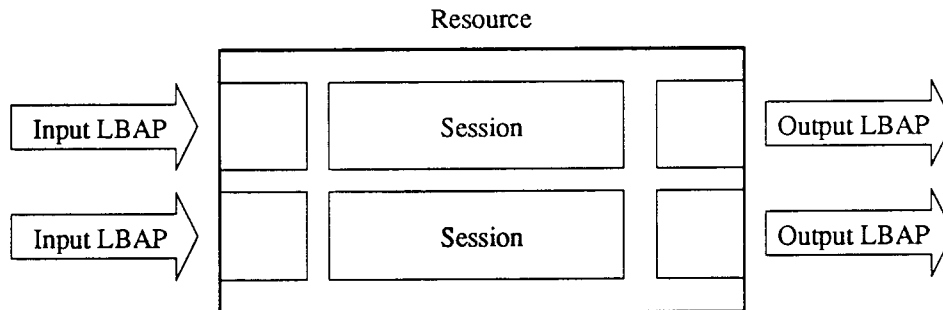 Resource
Input LBAP
Session
Output LBAP
Input LBAP
Session
Output LBAP